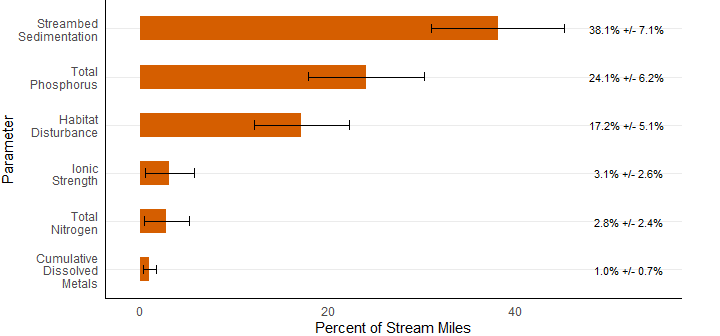 Streambed
Sedimentation
38.1% +/- 7.1%
Total
Phosphorus
24.1% +/- 6.2%
Habitat
Disturbance
17.2% +/- 5.1%
Ionic
Strength
3.1% +/- 2.6%
Total
Nitrogen
2.8% +/- 2.4%
Cumulative
Dissolved
Metals
1.0% +/- 0.7%
Parameter
0 20 40
Percent of Stream Miles